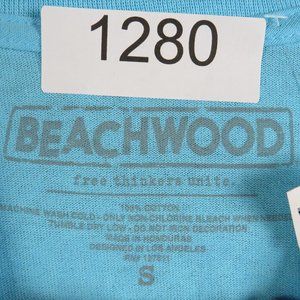 1280
BEACHWOOD
free thinkers unite.
100% COTTON
MACHINE WASH COLD - ONLY NON-CHLORINE BLEACH WHEN NEEDED
TUMBLE DRY LOW - DO NOT IRON DECORATION
MADE IN HONDURAS
DESIGNED IN LOS ANGELES
S